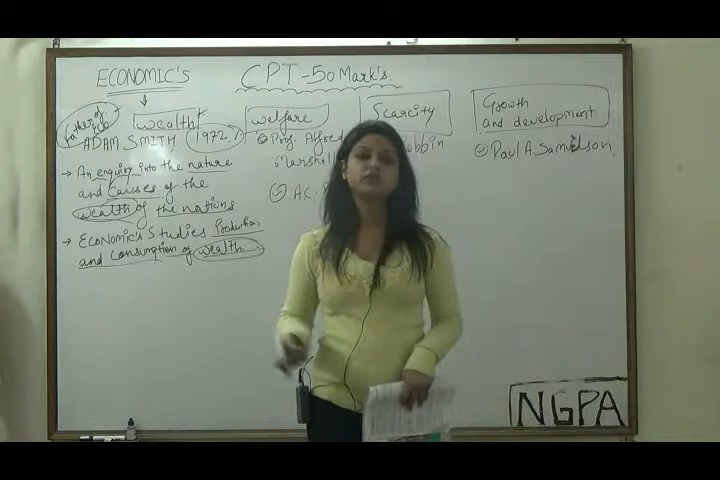 ECONOMIC's
CPT - 50 Mark's.
Father of
Eco
wealth
ADAM SMITH 1972.
→ An enquiry into the nature
and causes of the
wealth of the nations
→ Economic's Studies Production
and Consumption of wealth.
welfare
Prof. Alfred
Marshall
A.C.
Scarcity
Robbin
Growth
and development
Paul A. Samuelson.
NGPA